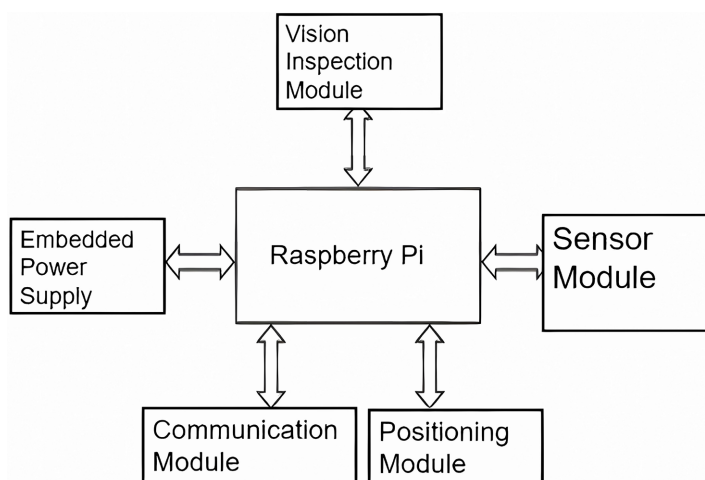 Vision
Inspection
Module
Embedded
Power
Supply
Raspberry Pi
Sensor
Module
Communication
Module
Positioning
Module